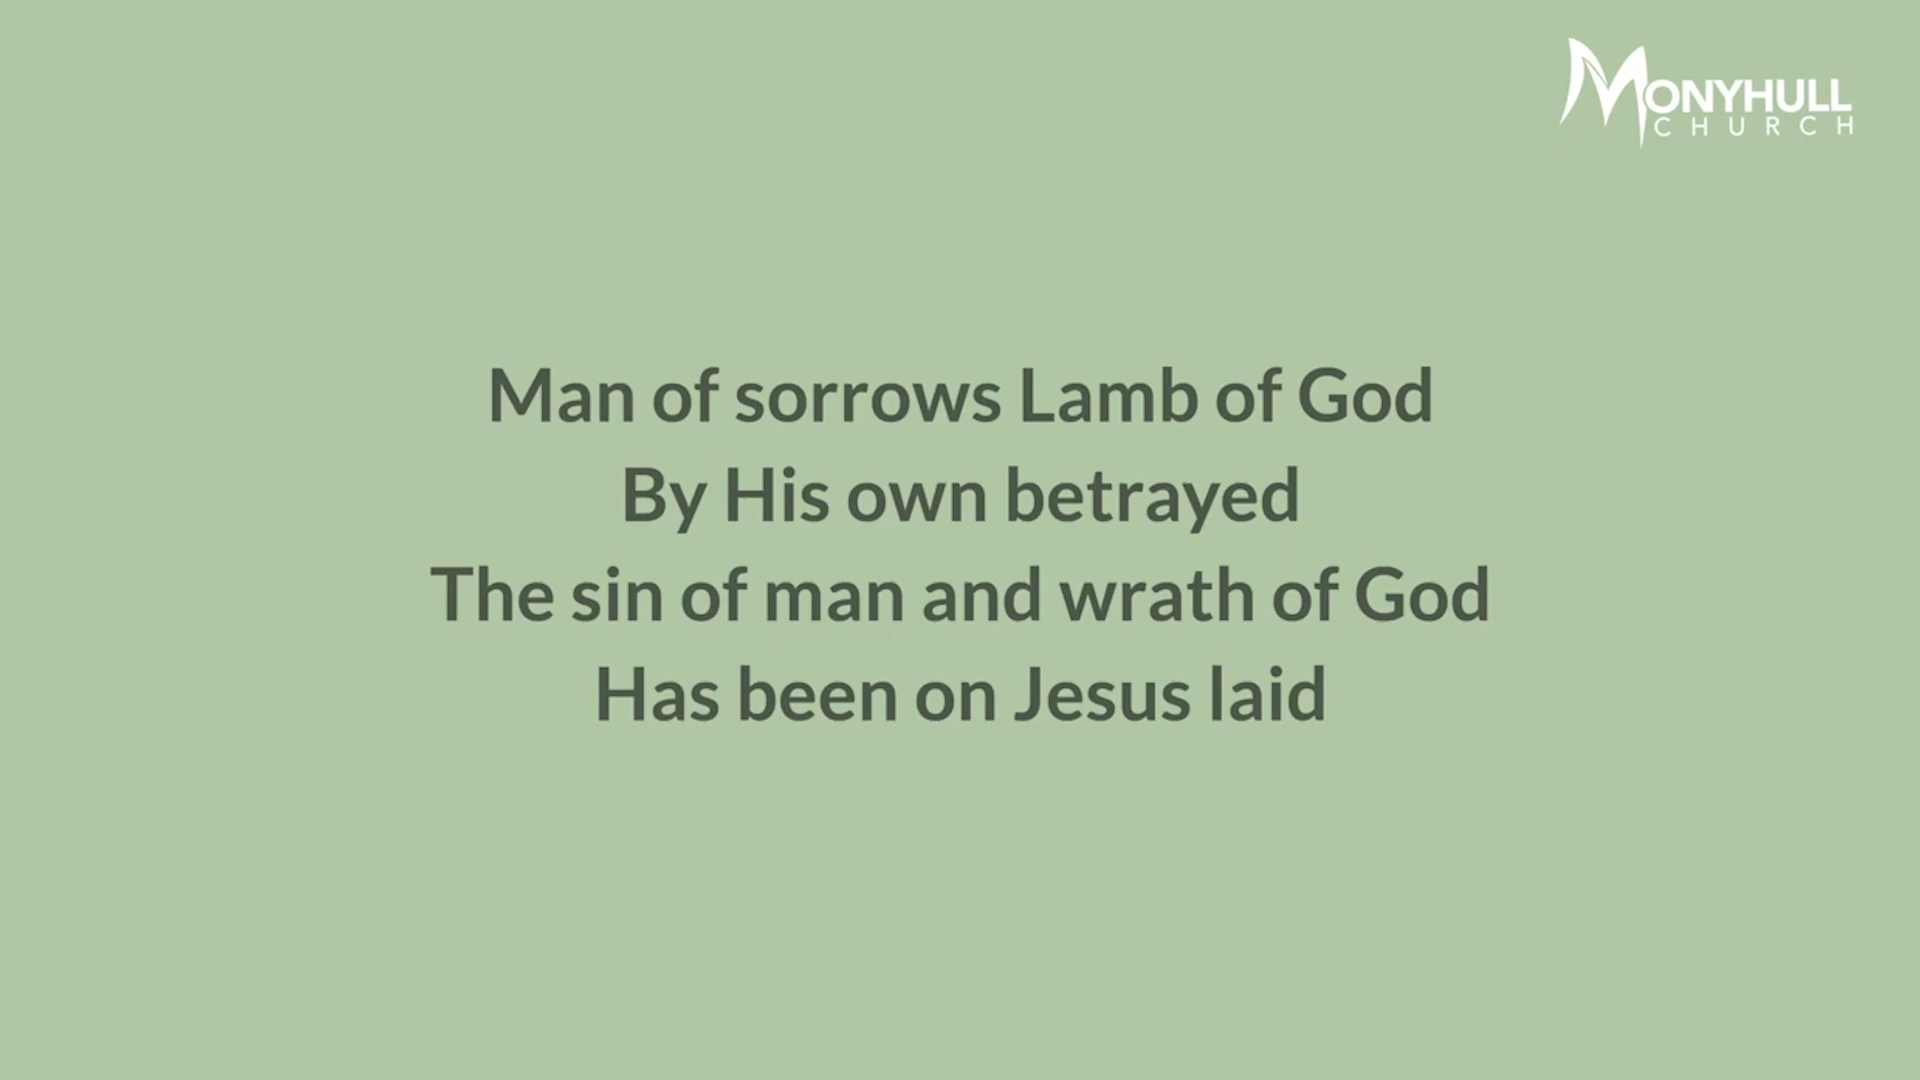 MONYHULL
CHURCH
Man of sorrows Lamb of God
By His own betrayed
The sin of man and wrath of God
Has been on Jesus laid